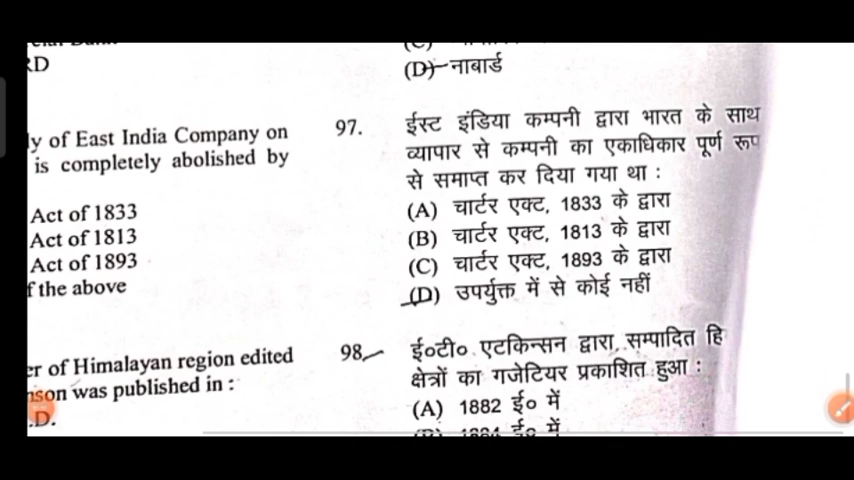 RD
(D) नाबार्ड
ly of East India Company on
is completely abolished by
Act of 1833
Act of 1813
Act of 1893
f the above
97. ईस्ट इंडिया कम्पनी द्वारा भारत के साथ
व्यापार से कम्पनी का एकाधिकार पूर्ण रूप
से समाप्त कर दिया गया था :
(A) चार्टर एक्ट, 1833 के द्वारा
(B) चार्टर एक्ट, 1813 के द्वारा
(C) चार्टर एक्ट, 1893 के द्वारा
(D) उपर्युक्त में से कोई नहीं
er of Himalayan region edited
nson was published in :
.D.
98. ई०टी० एटकिन्सन द्वारा सम्पादित हि
क्षेत्रों का गजेटियर प्रकाशित हुआ :
(A) 1882 ई० में